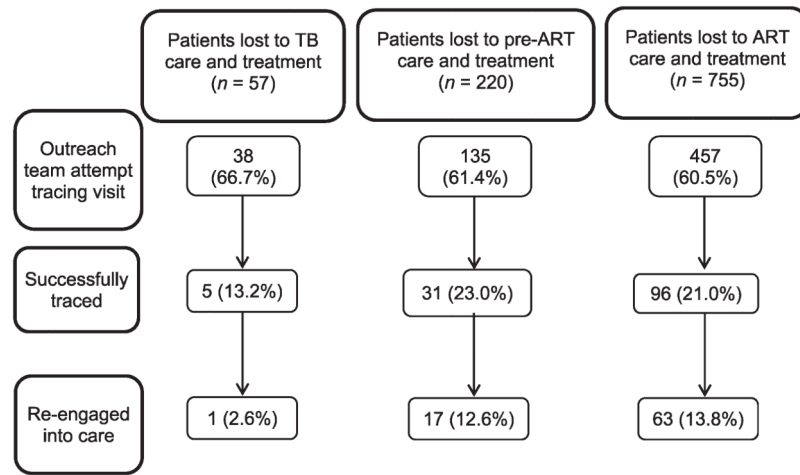 Patients lost to TB
care and treatment
(n = 57)
Patients lost to pre-ART
care and treatment
(n = 220)
Patients lost to ART
care and treatment
(n = 755)
Outreach
team attempt
tracing visit
38
(66.7%)
135
(61.4%)
457
(60.5%)
Successfully
traced
5 (13.2%)
31 (23.0%)
96 (21.0%)
Re-engaged
into care
1 (2.6%)
17 (12.6%)
63 (13.8%)